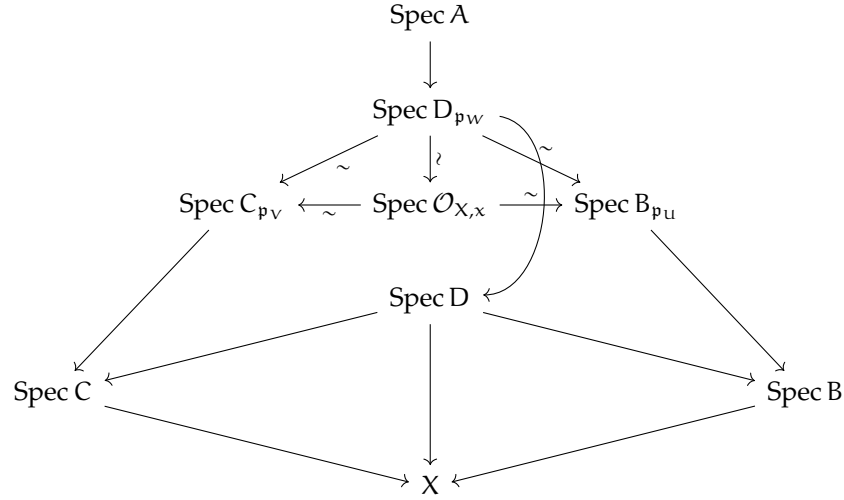 Spec A
Spec D_{𝔭_W}
∼ ∼ ∼ ∼
Spec C_{𝔭_V} ∼ Spec 𝒪_{X,x} ∼ Spec B_{𝔭_U}
Spec D
Spec C Spec B
X